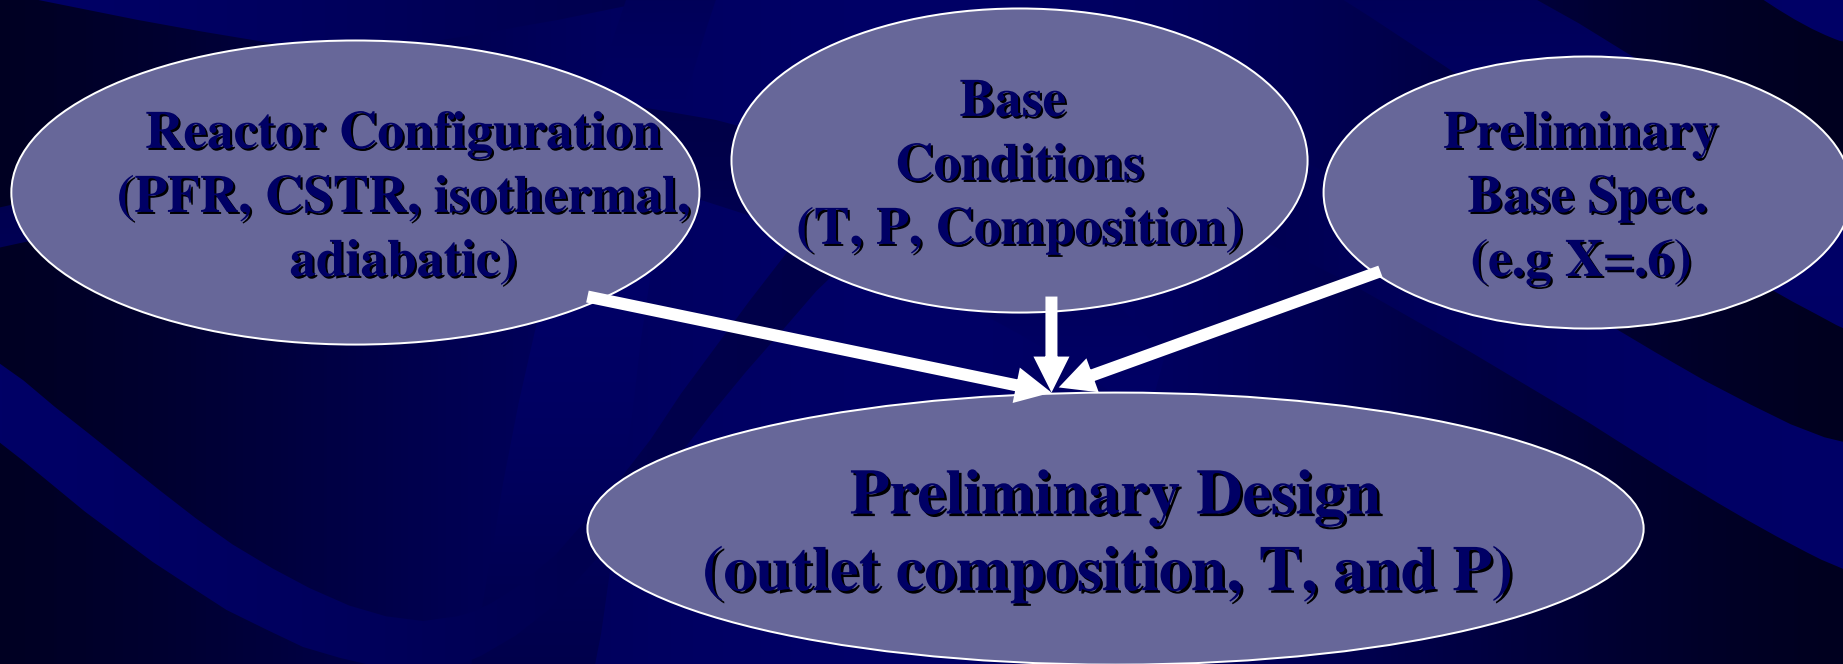 Reactor Configuration
(PFR, CSTR, isothermal,
adiabatic)
Base
Conditions
(T, P, Composition)
Preliminary
Base Spec.
(e.g X=.6)
Preliminary Design
(outlet composition, T, and P)